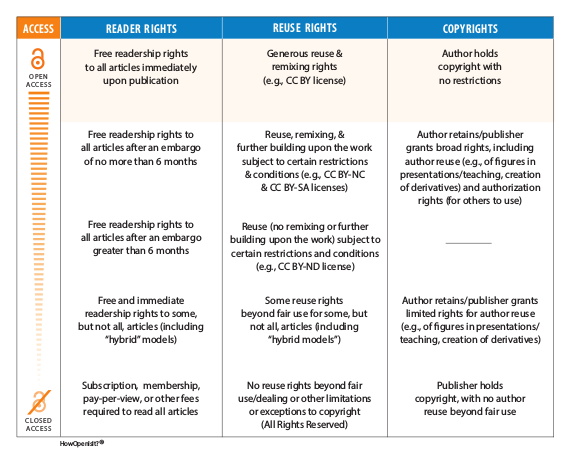 ACCESS
READER RIGHTS
REUSE RIGHTS
COPYRIGHTS
OPEN
ACCESS
Free readership rights
to all articles immediately
upon publication
Generous reuse &
remixing rights
(e.g., CC BY license)
Author holds
copyright with
no restrictions
Free readership rights to
all articles after an embargo
of no more than 6 months
Reuse, remixing, &
further building upon the work
subject to certain restrictions
& conditions (e.g., CC BY-NC
& CC BY-SA licenses)
Author retains/publisher
grants broad rights, including
author reuse (e.g., of figures in
presentations/teaching, creation
of derivatives) and authorization
rights (for others to use)
Free readership rights to
all articles after an embargo
greater than 6 months
Reuse (no remixing or further
building upon the work) subject to
certain restrictions and conditions
(e.g., CC BY-ND license)
Free and immediate
readership rights to some,
but not all, articles (including
“hybrid” models)
Some reuse rights
beyond fair use for some, but
not all, articles (including
“hybrid models”)
Author retains/publisher grants
limited rights for author reuse
(e.g., of figures in presentations/
teaching, creation of derivatives)
CLOSED
ACCESS
Subscription, membership,
pay-per-view, or other fees
required to read all articles
No reuse rights beyond fair
use/dealing or other limitations
or exceptions to copyright
(All Rights Reserved)
Publisher holds
copyright, with no author
reuse beyond fair use
HowOpenIsIt?®